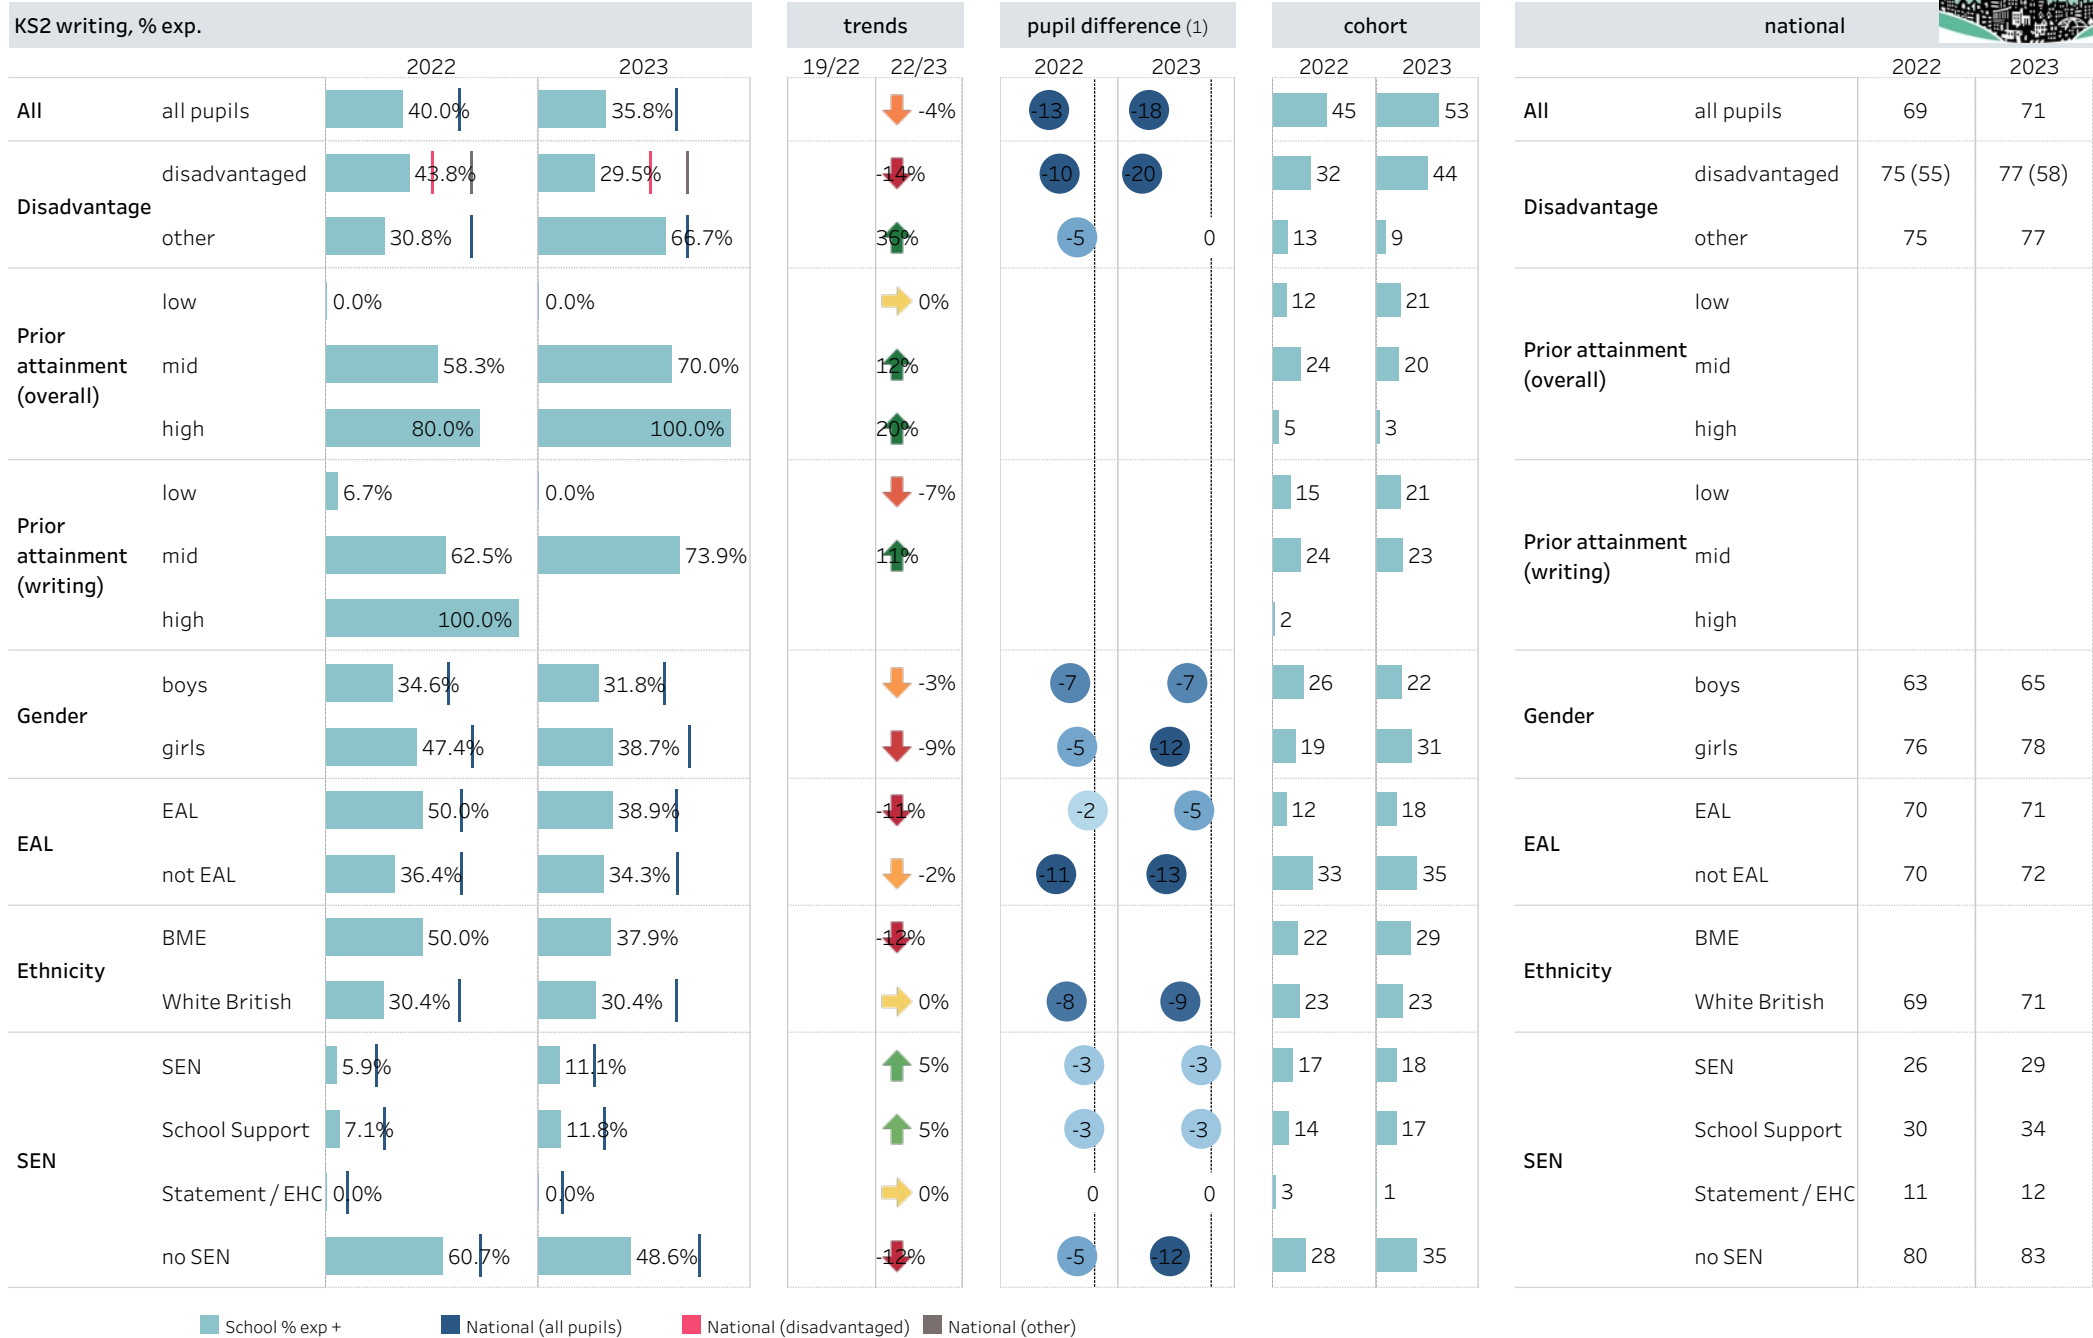 KS2 writing, % exp. trends pupil difference (1) cohort national
2022 2023 19/22 22/23 2022 2023 2022 2023 2022 2023
All all pupils 40.0% 35.8% -4% -13 -18 45 53 All all pupils 69 71
Disadvantage disadvantaged 43.8% 29.5% -14% -10 -20 32 44 Disadvantage disadvantaged 75 (55) 77 (58)
other 30.8% 66.7% 36% -5 0 13 9 other 75 77
Prior attainment (overall) low 0.0% 0.0% 0% 12 21 Prior attainment (overall) low
mid 58.3% 70.0% 12% 24 20 mid
high 80.0% 100.0% 20% 5 3 high
Prior attainment (writing) low 6.7% 0.0% -7% 15 21 Prior attainment (writing) low
mid 62.5% 73.9% 11% 24 23 mid
high 100.0% 2 high
Gender boys 34.6% 31.8% -3% -7 -7 26 22 Gender boys 63 65
girls 47.4% 38.7% -9% -5 -12 19 31 girls 76 78
EAL EAL 50.0% 38.9% -11% -2 -5 12 18 EAL EAL 70 71
not EAL 36.4% 34.3% -2% -11 -13 33 35 not EAL 70 72
Ethnicity BME 50.0% 37.9% -12% 22 29 Ethnicity BME
White British 30.4% 30.4% 0% -8 -9 23 23 White British 69 71
SEN SEN 5.9% 11.1% 5% -3 -3 17 18 SEN SEN 26 29
School Support 7.1% 11.8% 5% -3 -3 14 17 School Support 30 34
Statement / EHC 0.0% 0.0% 0% 0 0 3 1 Statement / EHC 11 12
no SEN 60.7% 48.6% -12% -5 -12 28 35 no SEN 80 83
School % exp + National (all pupils) National (disadvantaged) National (other)